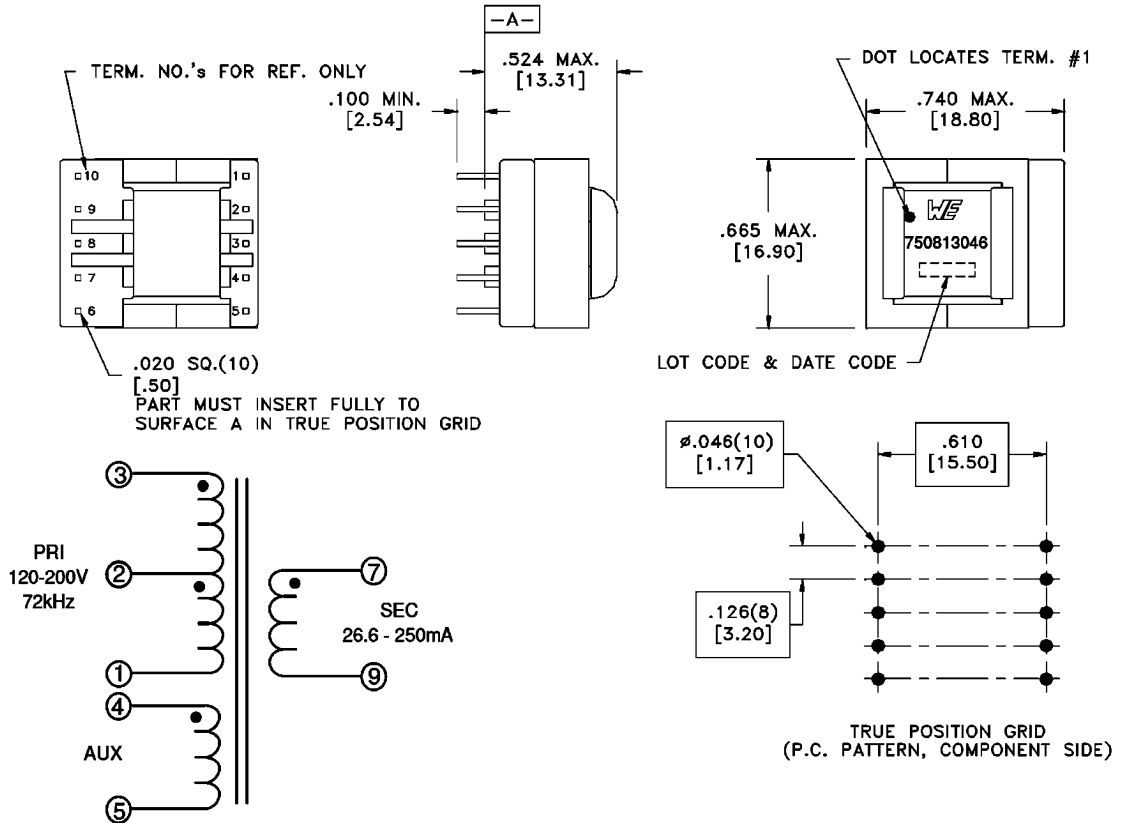 -A-
TERM. NO.'s FOR REF. ONLY
.524 MAX.
[13.31]
.100 MIN.
[2.54]
DOT LOCATES TERM. #1
.740 MAX.
[18.80]
10
9
8
7
6
1
2
3
4
5
.665 MAX.
[16.90]
WE
750813046
LOT CODE & DATE CODE
.020 SQ.(10)
[.50]
PART MUST INSERT FULLY TO
SURFACE A IN TRUE POSITION GRID
3
PRI
120-200V
72kHz
2
1
4
AUX
5
7
SEC
26.6 - 250mA
9
ø.046(10)
[1.17]
.610
[15.50]
.126(8)
[3.20]
TRUE POSITION GRID
(P.C. PATTERN, COMPONENT SIDE)